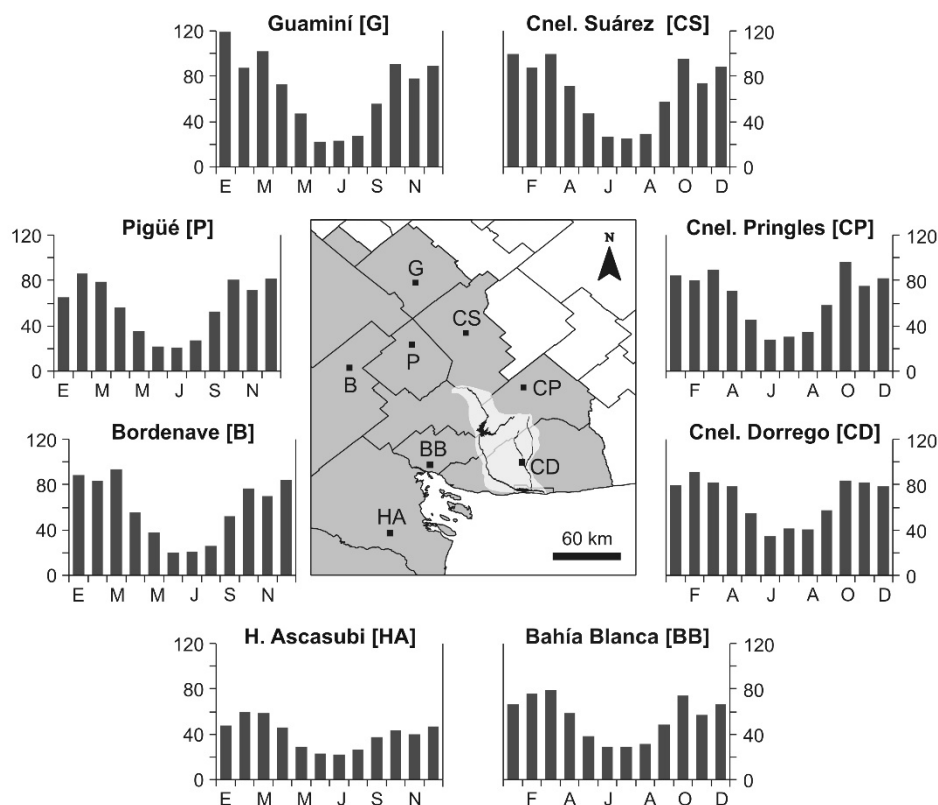 Guaminí [G]
120
80
40
0
E M M J S N
Cnel. Suárez [CS]
120
80
40
0
F A J A O D
Pigüé [P]
120
80
40
0
E M M J S N
Cnel. Pringles [CP]
120
80
40
0
F A J A O D
Bordenave [B]
120
80
40
0
E M M J S N
Cnel. Dorrego [CD]
120
80
40
0
F A J A O D
H. Ascasubi [HA]
120
80
40
0
E M M J S N
Bahía Blanca [BB]
120
80
40
0
F A J A O D
N
G
CS
P
B
CP
BB
CD
HA
60 km